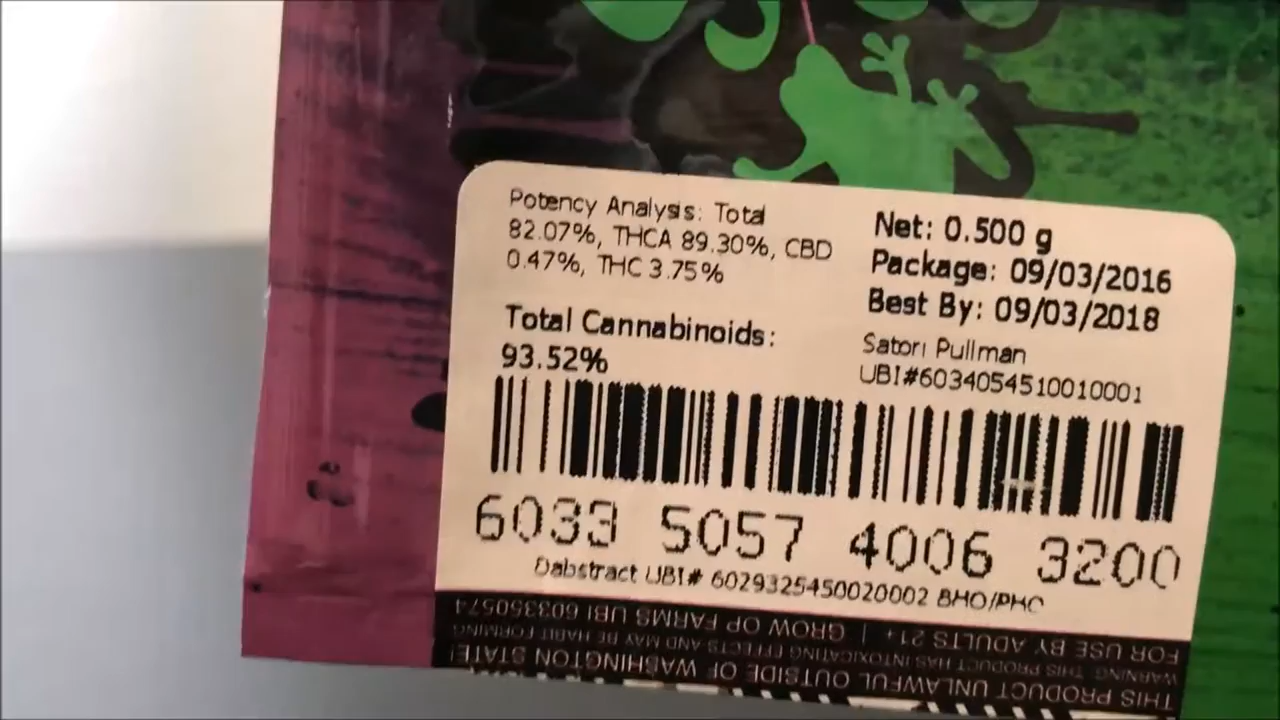 Potency Analysis: Total
82.07%, THCA 89.30%, CBD
0.47%, THC 3.75%
Total Cannabinoids:
93.52%
Net: 0.500 g
Package: 09/03/2016
Best By: 09/03/2018
Satori Pullman
UBI#6034054510010001
6033 5057 4006 3200
Dabstract UBI# 6029325450020002 BHO/PHO
THIS PRODUCT UNLAWFUL OUTSIDE OF WASHINGTON STATE!
WARNING: THIS PRODUCT HAS INTOXICATING EFFECTS AND MAY BE HABIT FORMING
FOR USE BY ADULTS 21+ | GROW OP FARMS UBI 603350574